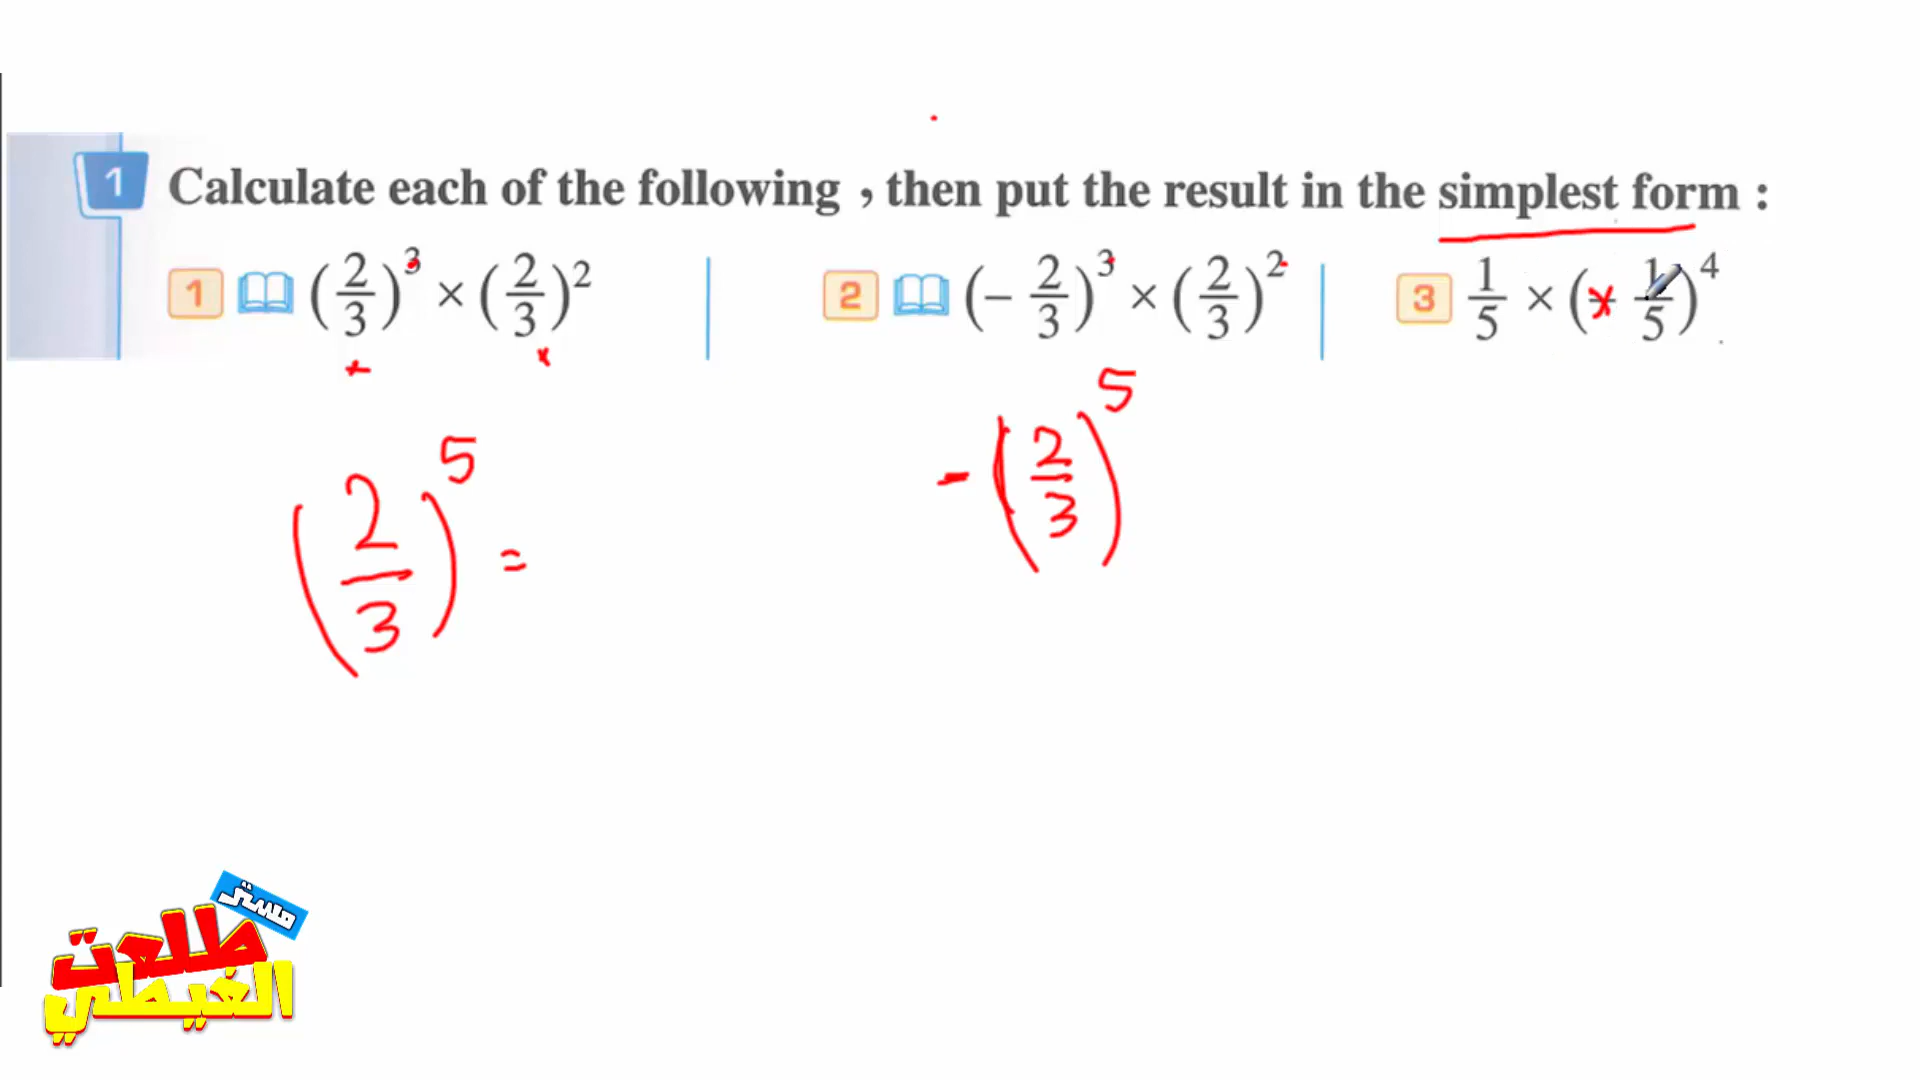 1 Calculate each of the following , then put the result in the simplest form :
1 (2/3)³ × (2/3)²
2 (− 2/3)³ × (2/3)²
3 1/5 × (− 1/5)⁴
(2/3)⁵ =
-(2/3)⁵
مستر
طلعت
الغيطي